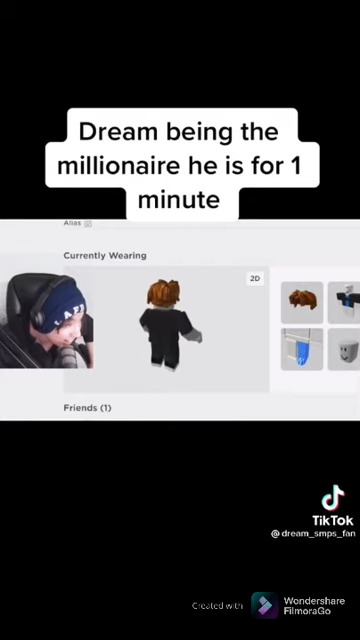 Dream being the
millionaire he is for 1
minute
Alias
Currently Wearing
2D
Friends (1)
TikTok
@dream_smps_fan
Created with
Wondershare
FilmoraGo